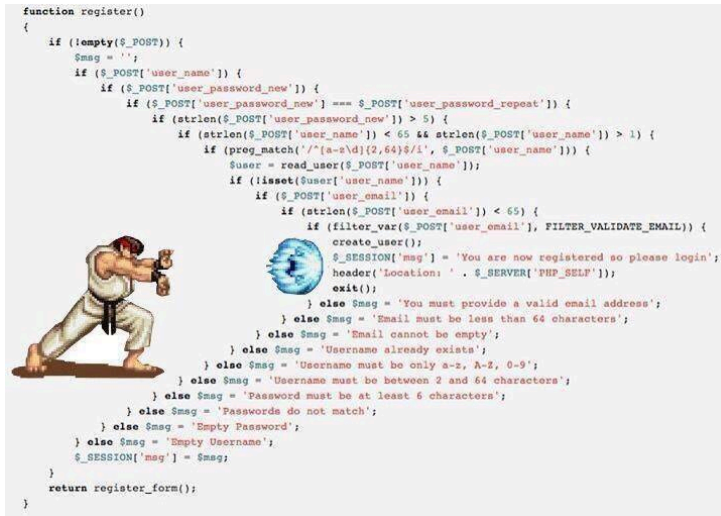 function register()
{
if (!empty($_POST)) {
$msg = '';
if ($_POST['user_name']) {
if ($_POST['user_password_new']) {
if ($_POST['user_password_new'] === $_POST['user_password_repeat']) {
if (strlen($_POST['user_password_new']) > 5) {
if (strlen($_POST['user_name']) < 65 && strlen($_POST['user_name']) > 1) {
if (preg_match('/^[a-z\d]{2,64}$/i', $_POST['user_name'])) {
$user = read_user($_POST['user_name']);
if (!isset($user['user_name'])) {
if ($_POST['user_email']) {
if (strlen($_POST['user_email']) < 65) {
if (filter_var($_POST['user_email'], FILTER_VALIDATE_EMAIL)) {
create_user();
$_SESSION['msg'] = 'You are now registered so please login';
header('Location: ' . $_SERVER['PHP_SELF']);
exit();
} else $msg = 'You must provide a valid email address';
} else $msg = 'Email must be less than 64 characters';
} else $msg = 'Email cannot be empty';
} else $msg = 'Username already exists';
} else $msg = 'Username must be only a-z, A-Z, 0-9';
} else $msg = 'Username must be between 2 and 64 characters';
} else $msg = 'Password must be at least 6 characters';
} else $msg = 'Passwords do not match';
} else $msg = 'Empty Password';
} else $msg = 'Empty Username';
$_SESSION['msg'] = $msg;
}
return register_form();
}